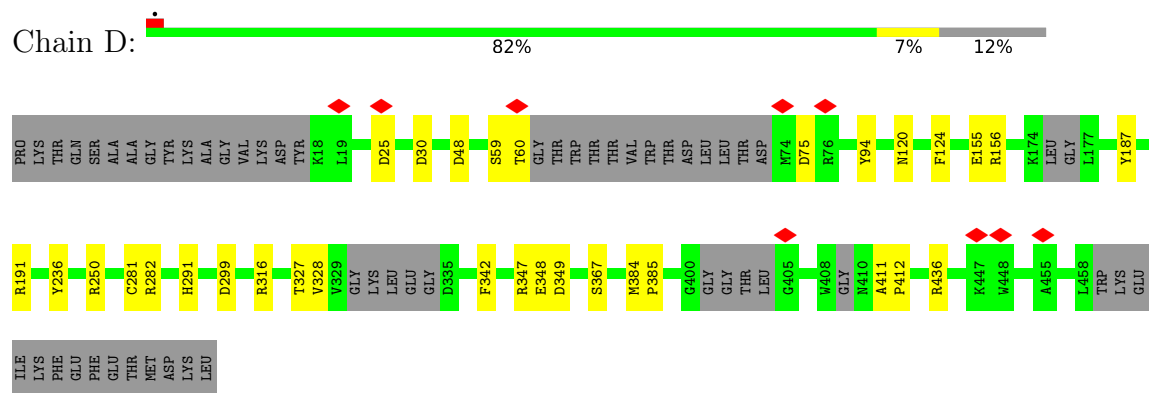 •
Chain D:
82% 7% 12%
PRO LYS THR GLN SER ALA ALA GLY TYR LYS ALA GLY VAL LYS ASP TYR K18 L19 D25 D30 D48 S59 T60 GLY THR TRP THR THR VAL TRP THR ASP LEU LEU THR ASP M74 D75 R76 Y94 N120 F124 E155 R156 K174 LEU GLY L177 Y187
R191 Y236 R250 C281 R282 H291 D299 R316 T327 V328 V329 GLY LYS LEU GLU GLY D335 F342 R347 E348 D349 S367 M384 P385 G400 GLY GLY THR LEU G405 W408 GLY N410 A411 P412 R436 K447 W448 A455 L458 TRP LYS GLU
ILE LYS PHE GLU PHE GLU THR MET ASP LYS LEU